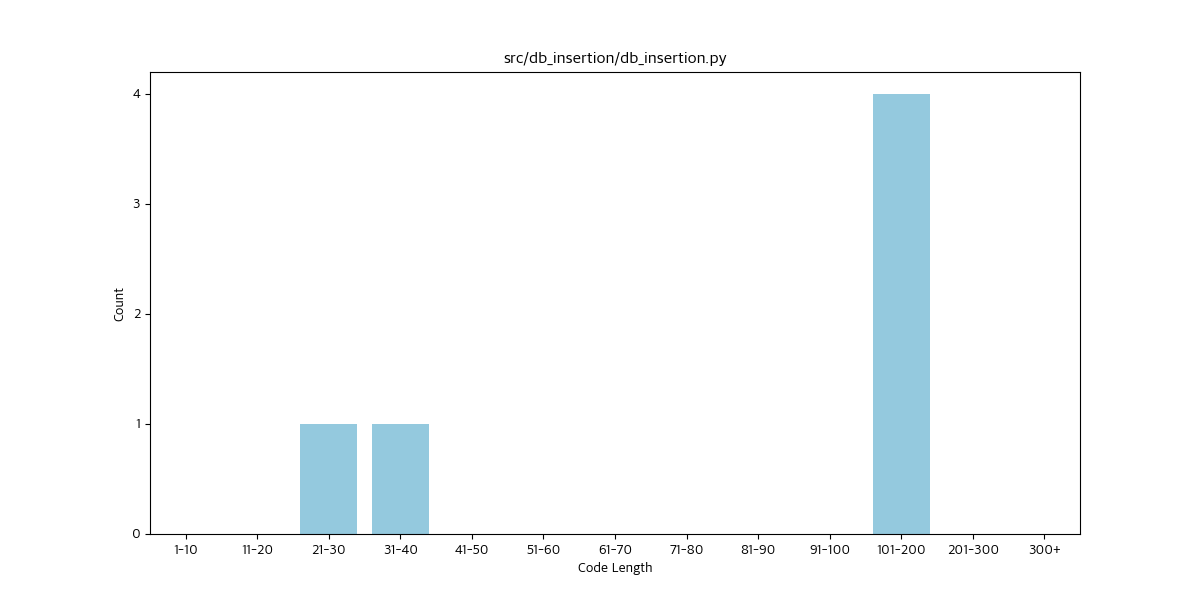 src/db_insertion/db_insertion.py
Count
4
3
2
1
0
1-10 11-20 21-30 31-40 41-50 51-60 61-70 71-80 81-90 91-100 101-200 201-300 300+
Code Length